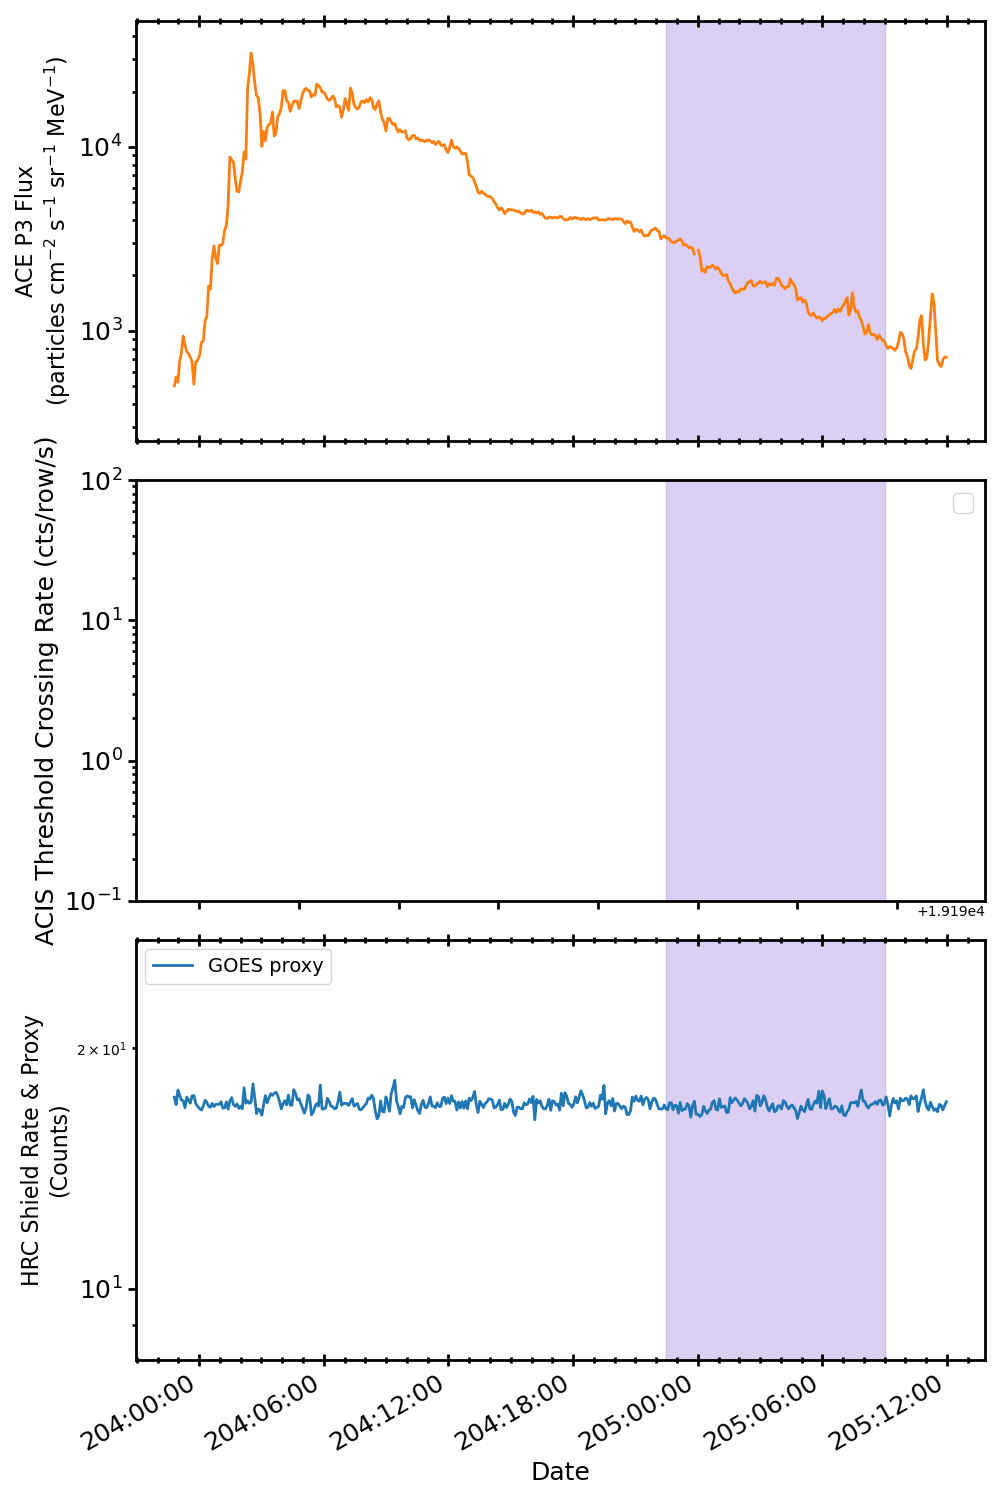 ACE P3 Flux
(particles cm⁻² s⁻¹ sr⁻¹ MeV⁻¹)
10⁴
10³
ACIS Threshold Crossing Rate (cts/row/s)
10²
10¹
10⁰
10⁻¹
+1.919e4
HRC Shield Rate & Proxy
(Counts)
GOES proxy
2 × 10¹
10¹
204:00:00
204:06:00
204:12:00
204:18:00
205:00:00
205:06:00
205:12:00
Date